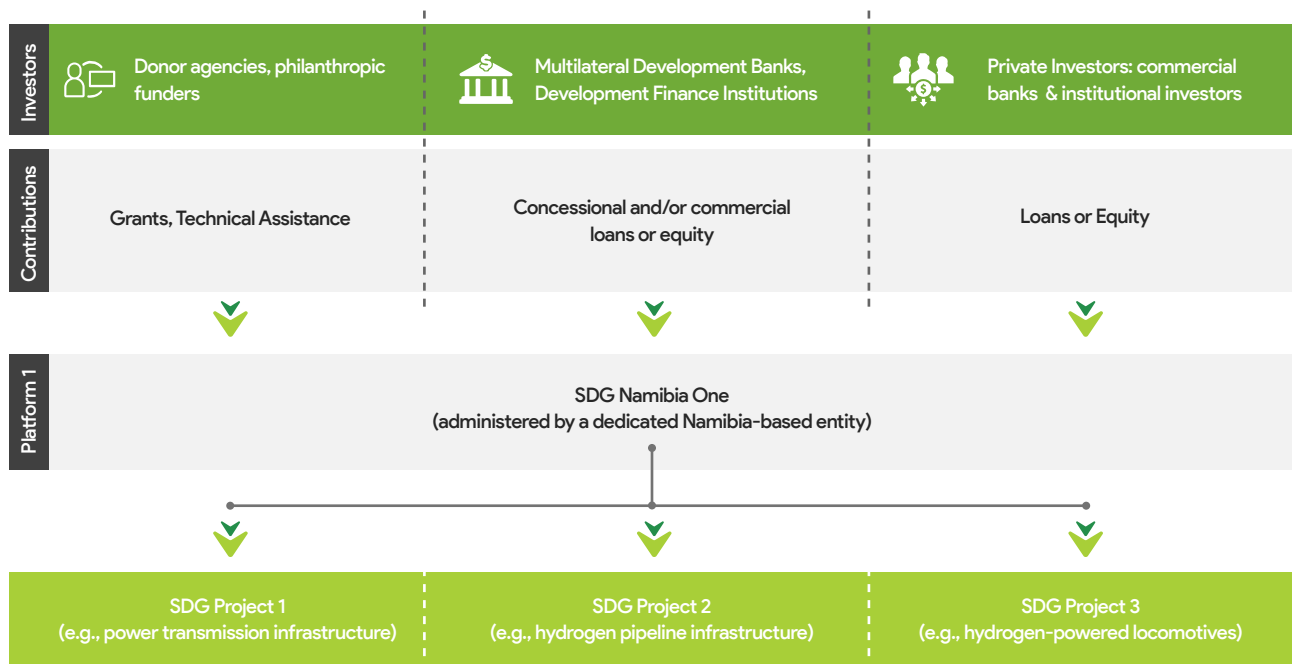 Investors
Donor agencies, philanthropic
funders
Multilateral Development Banks,
Development Finance Institutions
Private Investors: commercial
banks & institutional investors
Contributions
Grants, Technical Assistance
Concessional and/or commercial
loans or equity
Loans or Equity
Platform 1
SDG Namibia One
(administered by a dedicated Namibia-based entity)
SDG Project 1
(e.g., power transmission infrastructure)
SDG Project 2
(e.g., hydrogen pipeline infrastructure)
SDG Project 3
(e.g., hydrogen-powered locomotives)